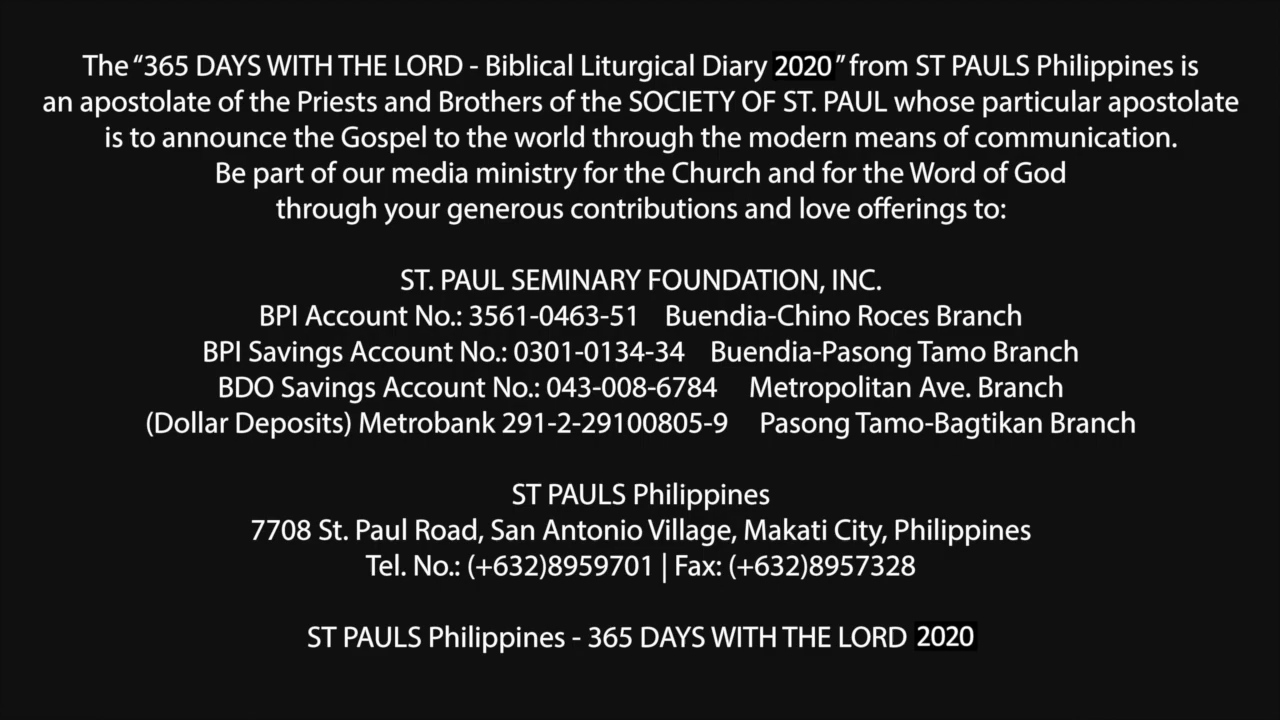 The “365 DAYS WITH THE LORD - Biblical Liturgical Diary 2020” from ST PAULS Philippines is
an apostolate of the Priests and Brothers of the SOCIETY OF ST. PAUL whose particular apostolate
is to announce the Gospel to the world through the modern means of communication.
Be part of our media ministry for the Church and for the Word of God
through your generous contributions and love offerings to:
ST. PAUL SEMINARY FOUNDATION, INC.
BPI Account No.: 3561-0463-51 Buendia-Chino Roces Branch
BPI Savings Account No.: 0301-0134-34 Buendia-Pasong Tamo Branch
BDO Savings Account No.: 043-008-6784 Metropolitan Ave. Branch
(Dollar Deposits) Metrobank 291-2-29100805-9 Pasong Tamo-Bagtikan Branch
ST PAULS Philippines
7708 St. Paul Road, San Antonio Village, Makati City, Philippines
Tel. No.: (+632)8959701 | Fax: (+632)8957328
ST PAULS Philippines - 365 DAYS WITH THE LORD 2020